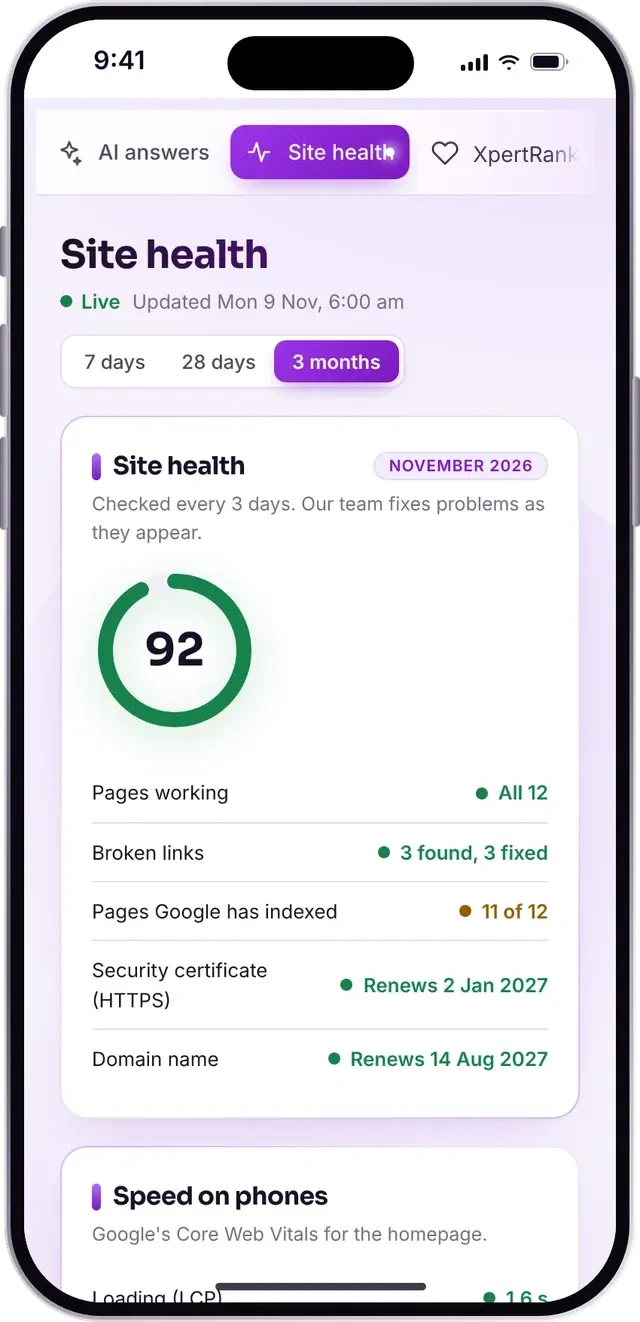 9:41
AI answers Site health XpertRank
Site health
Live Updated Mon 9 Nov, 6:00 am
7 days 28 days 3 months
Site health NOVEMBER 2026
Checked every 3 days. Our team fixes problems as
they appear.
92
Pages working All 12
Broken links 3 found, 3 fixed
Pages Google has indexed 11 of 12
Security certificate
(HTTPS) Renews 2 Jan 2027
Domain name Renews 14 Aug 2027
Speed on phones
Google's Core Web Vitals for the homepage.
Loading (LCP) 1.6 s